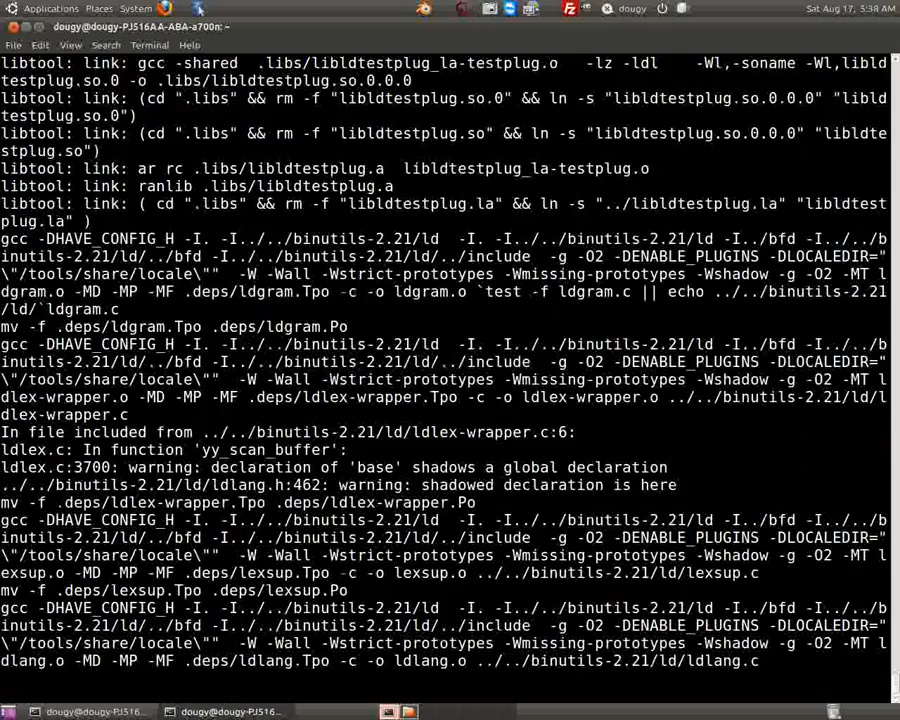 Applications Places System dougy Sat Aug 17, 5:38 AM
dougy@dougy-PJ516AA-ABA-a700n: ~
File Edit View Search Terminal Help
libtool: link: gcc -shared  .libs/libldtestplug_la-testplug.o   -lz -ldl    -Wl,-soname -Wl,libld
testplug.so.0 -o .libs/libldtestplug.so.0.0.0
libtool: link: (cd ".libs" && rm -f "libldtestplug.so.0" && ln -s "libldtestplug.so.0.0.0" "libld
testplug.so.0")
libtool: link: (cd ".libs" && rm -f "libldtestplug.so" && ln -s "libldtestplug.so.0.0.0" "libldte
stplug.so")
libtool: link: ar rc .libs/libldtestplug.a  libldtestplug_la-testplug.o
libtool: link: ranlib .libs/libldtestplug.a
libtool: link: ( cd ".libs" && rm -f "libldtestplug.la" && ln -s "../libldtestplug.la" "libldtest
plug.la" )
gcc -DHAVE_CONFIG_H -I. -I../../binutils-2.21/ld  -I. -I../../binutils-2.21/ld -I../bfd -I../../b
inutils-2.21/ld/../bfd -I../../binutils-2.21/ld/../include  -g -O2 -DENABLE_PLUGINS -DLOCALEDIR="
\"/tools/share/locale\""  -W -Wall -Wstrict-prototypes -Wmissing-prototypes -Wshadow -g -O2 -MT l
dgram.o -MD -MP -MF .deps/ldgram.Tpo -c -o ldgram.o `test -f ldgram.c || echo ../../binutils-2.21
/ld/`ldgram.c
mv -f .deps/ldgram.Tpo .deps/ldgram.Po
gcc -DHAVE_CONFIG_H -I. -I../../binutils-2.21/ld  -I. -I../../binutils-2.21/ld -I../bfd -I../../b
inutils-2.21/ld/../bfd -I../../binutils-2.21/ld/../include  -g -O2 -DENABLE_PLUGINS -DLOCALEDIR="
\"/tools/share/locale\""  -W -Wall -Wstrict-prototypes -Wmissing-prototypes -Wshadow -g -O2 -MT l
dlex-wrapper.o -MD -MP -MF .deps/ldlex-wrapper.Tpo -c -o ldlex-wrapper.o ../../binutils-2.21/ld/l
dlex-wrapper.c
In file included from ../../binutils-2.21/ld/ldlex-wrapper.c:6:
ldlex.c: In function 'yy_scan_buffer':
ldlex.c:3700: warning: declaration of 'base' shadows a global declaration
../../binutils-2.21/ld/ldlang.h:462: warning: shadowed declaration is here
mv -f .deps/ldlex-wrapper.Tpo .deps/ldlex-wrapper.Po
gcc -DHAVE_CONFIG_H -I. -I../../binutils-2.21/ld  -I. -I../../binutils-2.21/ld -I../bfd -I../../b
inutils-2.21/ld/../bfd -I../../binutils-2.21/ld/../include  -g -O2 -DENABLE_PLUGINS -DLOCALEDIR="
\"/tools/share/locale\""  -W -Wall -Wstrict-prototypes -Wmissing-prototypes -Wshadow -g -O2 -MT l
exsup.o -MD -MP -MF .deps/lexsup.Tpo -c -o lexsup.o ../../binutils-2.21/ld/lexsup.c
mv -f .deps/lexsup.Tpo .deps/lexsup.Po
gcc -DHAVE_CONFIG_H -I. -I../../binutils-2.21/ld  -I. -I../../binutils-2.21/ld -I../bfd -I../../b
inutils-2.21/ld/../bfd -I../../binutils-2.21/ld/../include  -g -O2 -DENABLE_PLUGINS -DLOCALEDIR="
\"/tools/share/locale\""  -W -Wall -Wstrict-prototypes -Wmissing-prototypes -Wshadow -g -O2 -MT l
dlang.o -MD -MP -MF .deps/ldlang.Tpo -c -o ldlang.o ../../binutils-2.21/ld/ldlang.c
dougy@dougy-PJ516... dougy@dougy-PJ516...